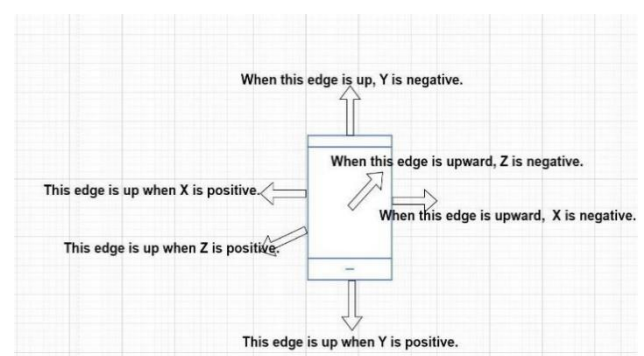 When this edge is up, Y is negative.
When this edge is upward, Z is negative.
This edge is up when X is positive.
When this edge is upward,  X is negative.
This edge is up when Z is positive.
This edge is up when Y is positive.